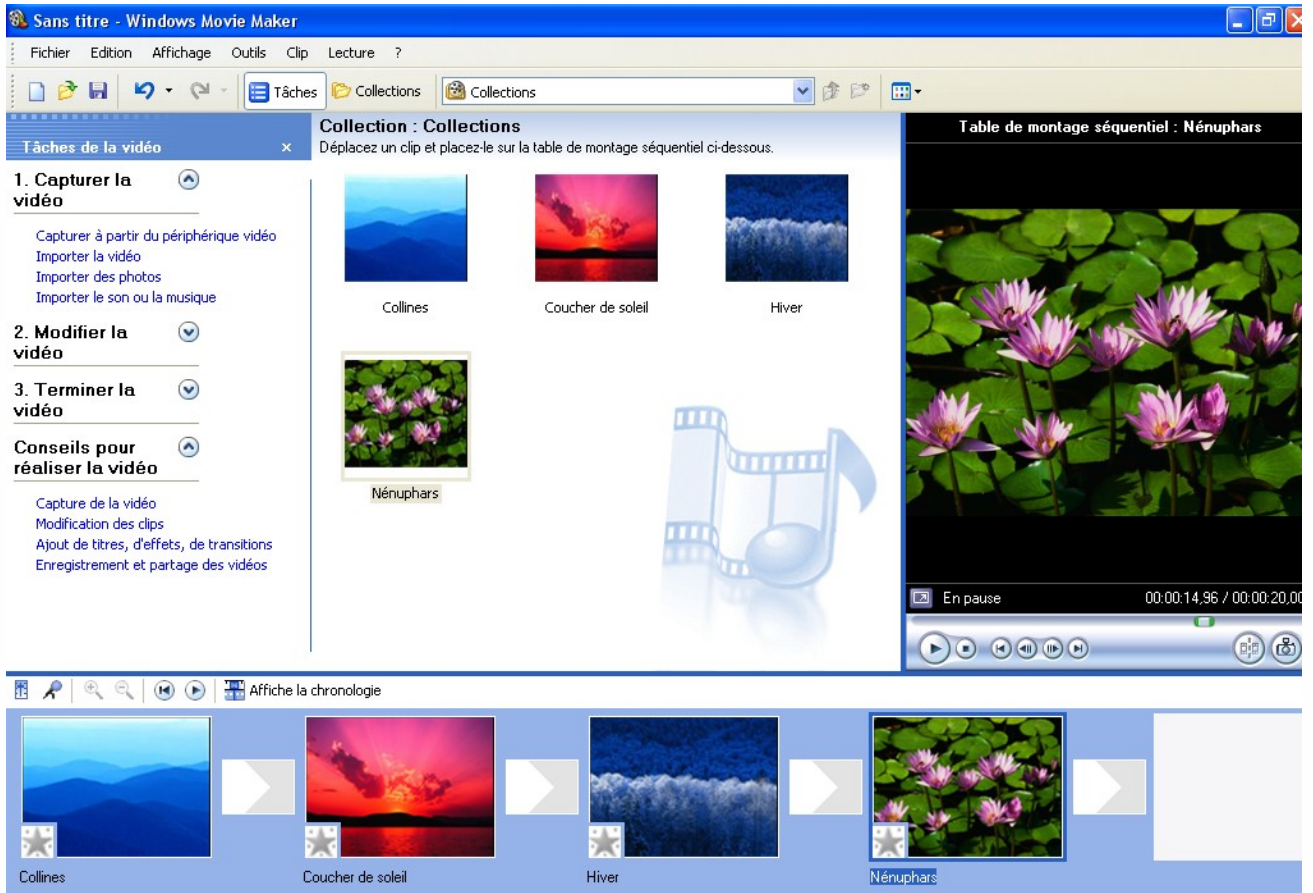 Sans titre - Windows Movie Maker
Fichier Edition Affichage Outils Clip Lecture ?
Tâches Collections Collections
Tâches de la vidéo
1. Capturer la
vidéo
Capturer à partir du périphérique vidéo
Importer la vidéo
Importer des photos
Importer le son ou la musique
2. Modifier la
vidéo
3. Terminer la
vidéo
Conseils pour
réaliser la vidéo
Capture de la vidéo
Modification des clips
Ajout de titres, d'effets, de transitions
Enregistrement et partage des vidéos
Collection : Collections
Déplacez un clip et placez-le sur la table de montage séquentiel ci-dessous.
Collines Coucher de soleil Hiver
Nénuphars
Table de montage séquentiel : Nénuphars
En pause 00:00:14,96 / 00:00:20,00
Affiche la chronologie
Collines Coucher de soleil Hiver Nénuphars